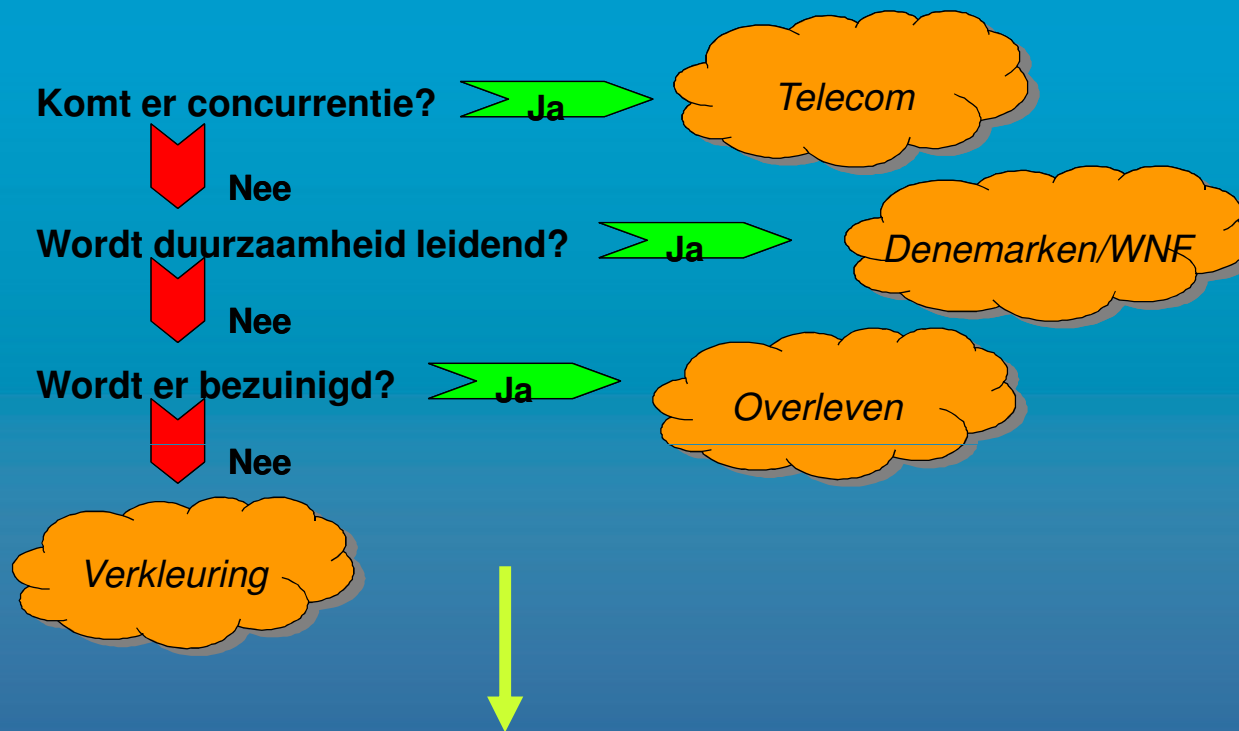 Komt er concurrentie?
Ja
Telecom
Nee
Wordt duurzaamheid leidend?
Ja
Denemarken/WNF
Nee
Wordt er bezuinigd?
Ja
Overleven
Nee
Verkleuring